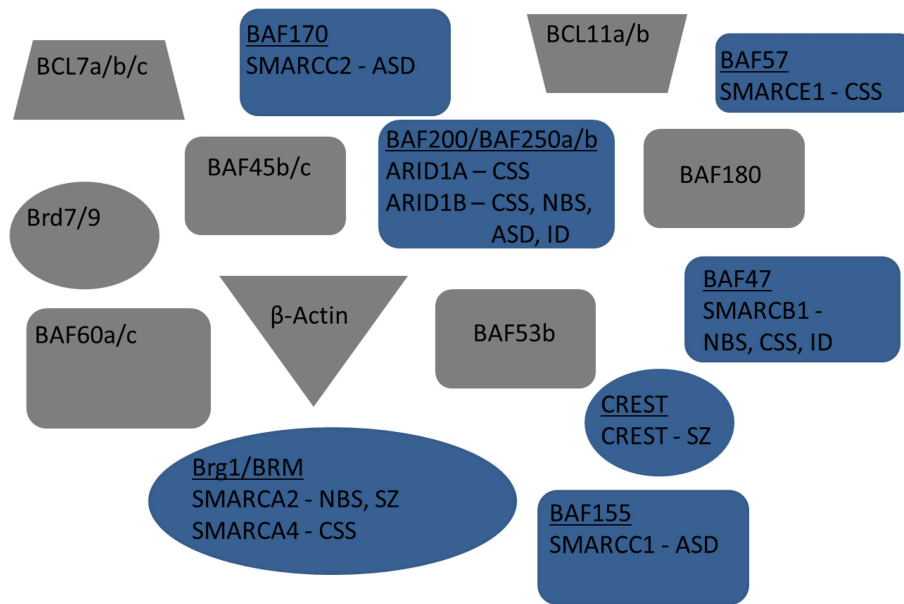 BCL7a/b/c
BAF170
SMARCC2 - ASD
BCL11a/b
BAF57
SMARCE1 - CSS
BAF45b/c
BAF200/BAF250a/b
ARID1A – CSS
ARID1B – CSS, NBS,
ASD, ID
BAF180
Brd7/9
BAF60a/c
β-Actin
BAF53b
BAF47
SMARCB1 -
NBS, CSS, ID
CREST
CREST - SZ
Brg1/BRM
SMARCA2 - NBS, SZ
SMARCA4 - CSS
BAF155
SMARCC1 - ASD